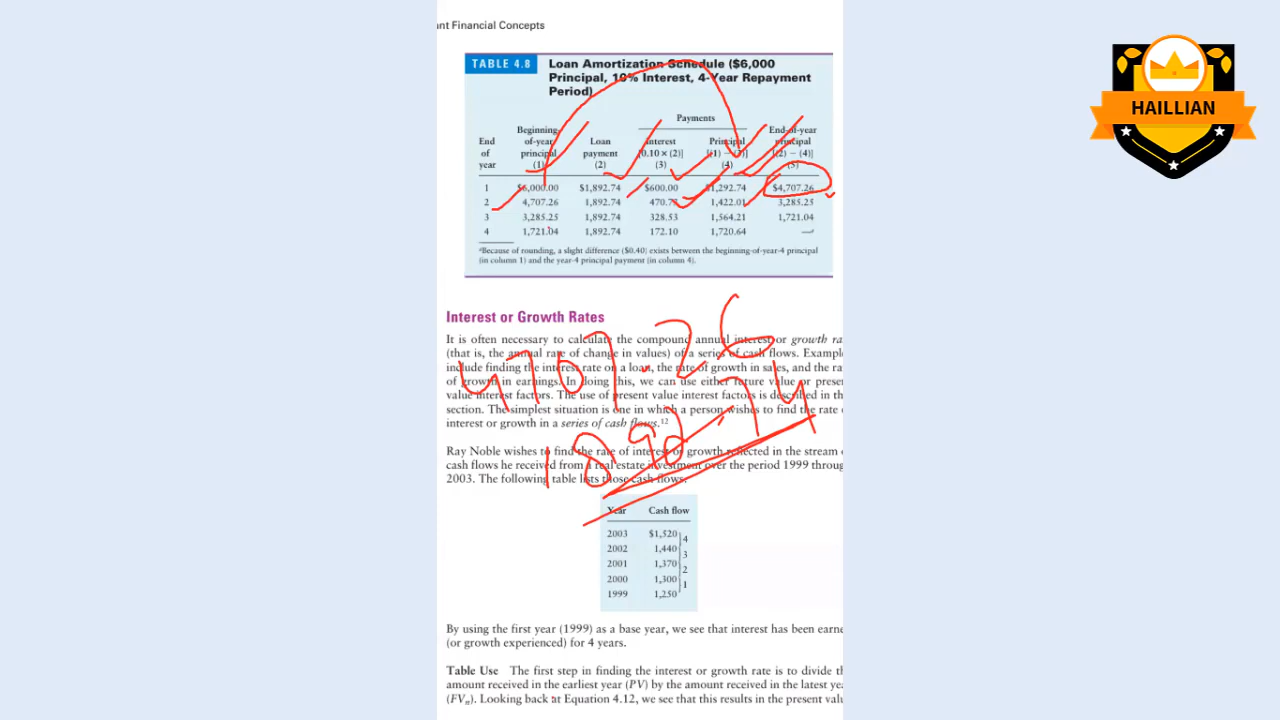 nt Financial Concepts
TABLE 4.8 Loan Amortization Schedule ($6,000
Principal, 10% Interest, 4-Year Repayment
Period)
Payments
Beginning- End-of-year
End of-year Loan Interest Principal principal
of principal payment [0.10 × (2)]
year (1) (2) (3) (4) (5)
1 $6,000.00 $1,892.74 $600.00 $1,292.74 $4,707.26
2 4,707.26 1,892.74 1,422.01 3,285.25
3 3,285.25 1,892.74 328.53 1,564.21 1,721.04
4 1,721.04 1,892.74 172.10 1,720.64 —
Because of rounding, a slight difference ($0.40) exists between the beginning-of-year-4 principal
(in column 1) and the year-4 principal payment (in column 4).
4707.26
1892.74
Interest or Growth Rates
It is often necessary to calculate the compound annual interest or growth ra
(that is, the annual rate of change in values) of a series of cash flows. Example
include finding the interest rate on a loan, the rate of growth in sales, and the ra
of growth in earnings. In doing this, we can use either future value or prese
value interest factors. The use of present value interest factors is described in th
section. The simplest situation is one in which a person wishes to find the rate
interest or growth in a series of cash flows.12
Ray Noble wishes to find the rate of interest or growth reflected in the stream
cash flows he received from a real estate investment over the period 1999 throug
2003. The following table lists those cash flows:
Year Cash flow
2003 $1,520
4
2002 1,440
3
2001 1,370
2
2000 1,300
1
1999 1,250
By using the first year (1999) as a base year, we see that interest has been earne
(or growth experienced) for 4 years.
Table Use The first step in finding the interest or growth rate is to divide th
amount received in the earliest year (PV) by the amount received in the latest yea
(FVn). Looking back at Equation 4.12, we see that this results in the present valu
HAILLIAN